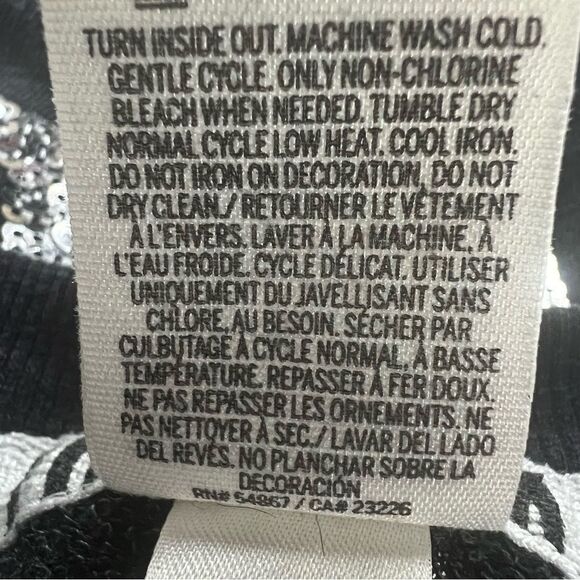 TURN INSIDE OUT. MACHINE WASH COLD.
GENTLE CYCLE. ONLY NON-CHLORINE
BLEACH WHEN NEEDED. TUMBLE DRY
NORMAL CYCLE LOW HEAT. COOL IRON.
DO NOT IRON ON DECORATION. DO NOT
DRY CLEAN./ RETOURNER LE VÊTEMENT
À L'ENVERS. LAVER À LA MACHINE, À
L'EAU FROIDE. CYCLE DÉLICAT. UTILISER
UNIQUEMENT DU JAVELLISANT SANS
CHLORE, AU BESOIN. SÉCHER PAR
CULBUTAGE À CYCLE NORMAL, À BASSE
TEMPÉRATURE. REPASSER À FER DOUX.
NE PAS REPASSER LES ORNEMENTS. NE
PAS NETTOYER À SEC./ LAVAR DEL LADO
DEL REVÉS. NO PLANCHAR SOBRE LA
DECORACIÓN
RN# 54867 / CA# 23226